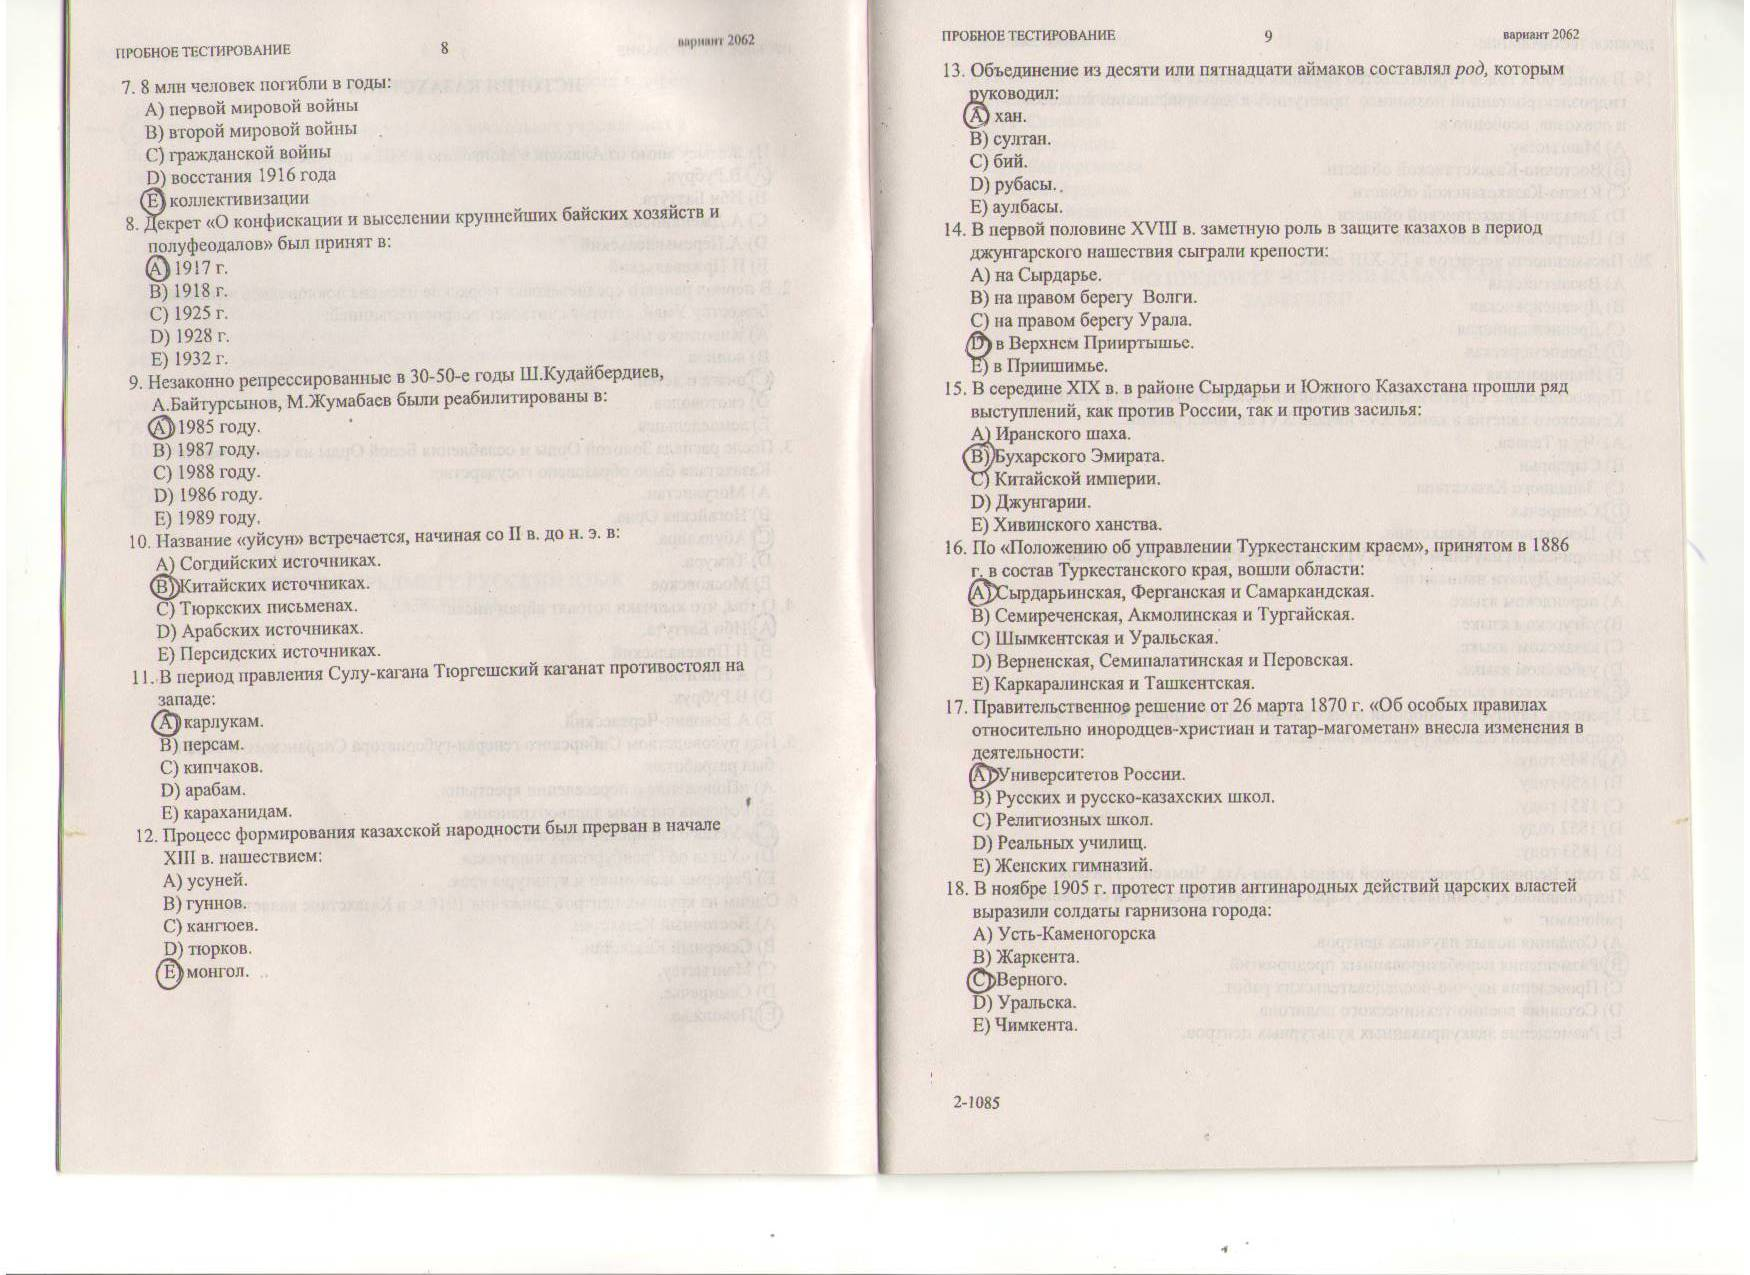 ПРОБНОЕ ТЕСТИРОВАНИЕ 8 вариант 2062
7. 8 млн человек погибли в годы:
A) первой мировой войны
B) второй мировой войны
C) гражданской войны
D) восстания 1916 года
E) коллективизации
8. Декрет «О конфискации и выселении крупнейших байских хозяйств и
полуфеодалов» был принят в:
A) 1917 г.
B) 1918 г.
C) 1925 г.
D) 1928 г.
E) 1932 г.
9. Незаконно репрессированные в 30-50-е годы Ш.Кудайбердиев,
А.Байтурсынов, М.Жумабаев были реабилитированы в:
A) 1985 году.
B) 1987 году.
C) 1988 году.
D) 1986 году.
E) 1989 году.
10. Название «уйсун» встречается, начиная со II в. до н. э. в:
A) Согдийских источниках.
B) Китайских источниках.
C) Тюркских письменах.
D) Арабских источниках.
E) Персидских источниках.
11. В период правления Сулу-кагана Тюргешский каганат противостоял на
западе:
A) карлукам.
B) персам.
C) кипчаков.
D) арабам.
E) караханидам.
12. Процесс формирования казахской народности был прерван в начале
XIII в. нашествием:
A) усуней.
B) гуннов.
C) кангюев.
D) тюрков.
E) монгол.
ПРОБНОЕ ТЕСТИРОВАНИЕ 9 вариант 2062
13. Объединение из десяти или пятнадцати аймаков составлял род, которым
руководил:
A) хан.
B) султан.
C) бий.
D) рубасы.
E) аулбасы.
14. В первой половине XVIII в. заметную роль в защите казахов в период
джунгарского нашествия сыграли крепости:
A) на Сырдарье.
B) на правом берегу Волги.
C) на правом берегу Урала.
D) в Верхнем Прииртышье.
E) в Приишимье.
15. В середине XIX в. в районе Сырдарьи и Южного Казахстана прошли ряд
выступлений, как против России, так и против засилья:
A) Иранского шаха.
B) Бухарского Эмирата.
C) Китайской империи.
D) Джунгарии.
E) Хивинского ханства.
16. По «Положению об управлении Туркестанским краем», принятом в 1886
г. в состав Туркестанского края, вошли области:
A) Сырдарьинская, Ферганская и Самаркандская.
B) Семиреченская, Акмолинская и Тургайская.
C) Шымкентская и Уральская.
D) Верненская, Семипалатинская и Перовская.
E) Каркаралинская и Ташкентская.
17. Правительственное решение от 26 марта 1870 г. «Об особых правилах
относительно инородцев-христиан и татар-магометан» внесла изменения в
деятельности:
A) Университетов России.
B) Русских и русско-казахских школ.
C) Религиозных школ.
D) Реальных училищ.
E) Женских гимназий.
18. В ноябре 1905 г. протест против антинародных действий царских властей
выразили солдаты гарнизона города:
A) Усть-Каменогорска
B) Жаркента.
C) Верного.
D) Уральска.
E) Чимкента.
2-1085